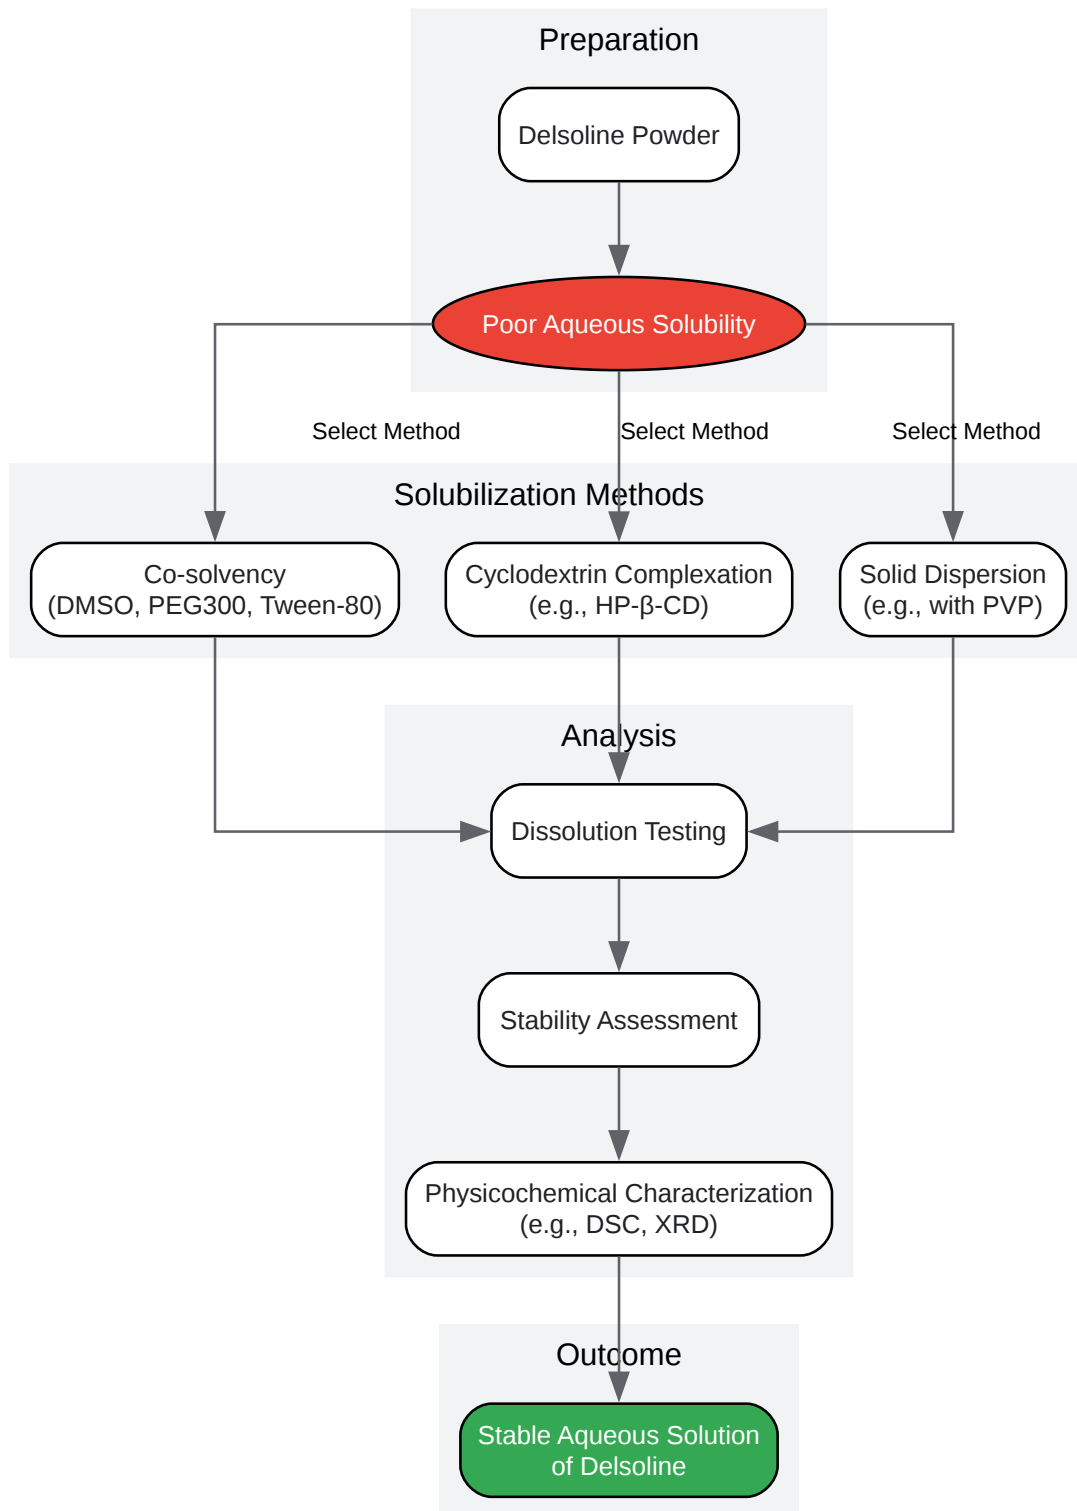 Preparation
Delsoline Powder
Poor Aqueous Solubility
Select Method
Select Method
Select Method
Solubilization Methods
Co-solvency
(DMSO, PEG300, Tween-80)
Cyclodextrin Complexation
(e.g., HP-β-CD)
Solid Dispersion
(e.g., with PVP)
Analysis
Dissolution Testing
Stability Assessment
Physicochemical Characterization
(e.g., DSC, XRD)
Outcome
Stable Aqueous Solution
of Delsoline